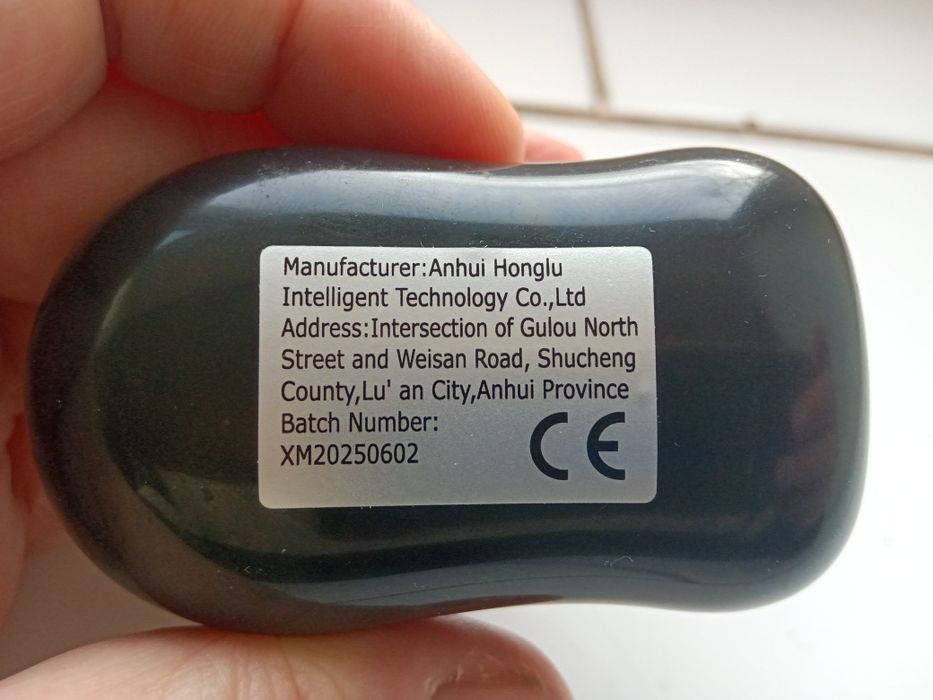 Manufacturer:Anhui Honglu
Intelligent Technology Co.,Ltd
Address:Intersection of Gulou North
Street and Weisan Road, Shucheng
County,Lu' an City,Anhui Province
Batch Number:
XM20250602
CE